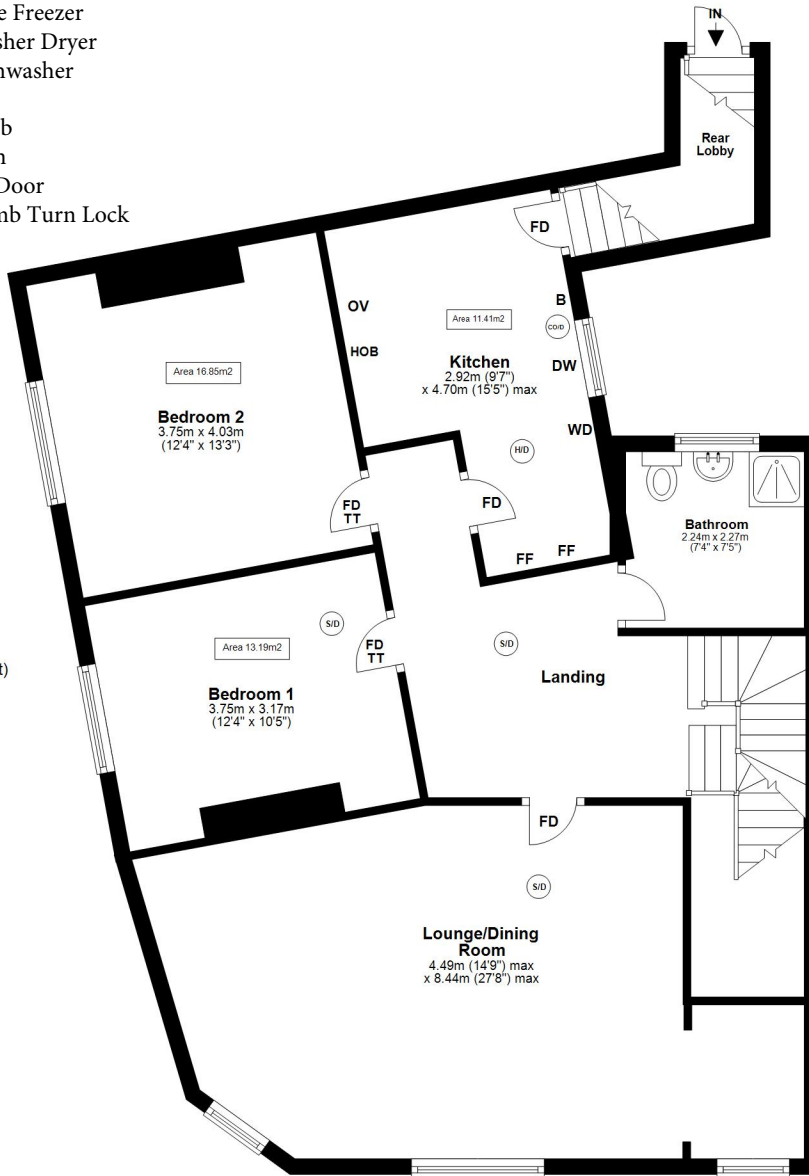 e Freezer
sher Dryer
hwasher
b
n
Door
mb Turn Lock
IN
Rear
Lobby
FD
OV
HOB
Area 11.41m2
B
CO/D
Kitchen
2.92m (9'7")
x 4.70m (15'5") max
DW
WD
H/D
Area 16.85m2
Bedroom 2
3.75m x 4.03m
(12'4" x 13'3")
FD
TT
FD
FF
FF
Bathroom
2.24m x 2.27m
(7'4" x 7'5")
S/D
Area 13.19m2
FD
TT
S/D
t)
Bedroom 1
3.75m x 3.17m
(12'4" x 10'5")
Landing
FD
S/D
Lounge/Dining
Room
4.49m (14'9") max
x 8.44m (27'8") max